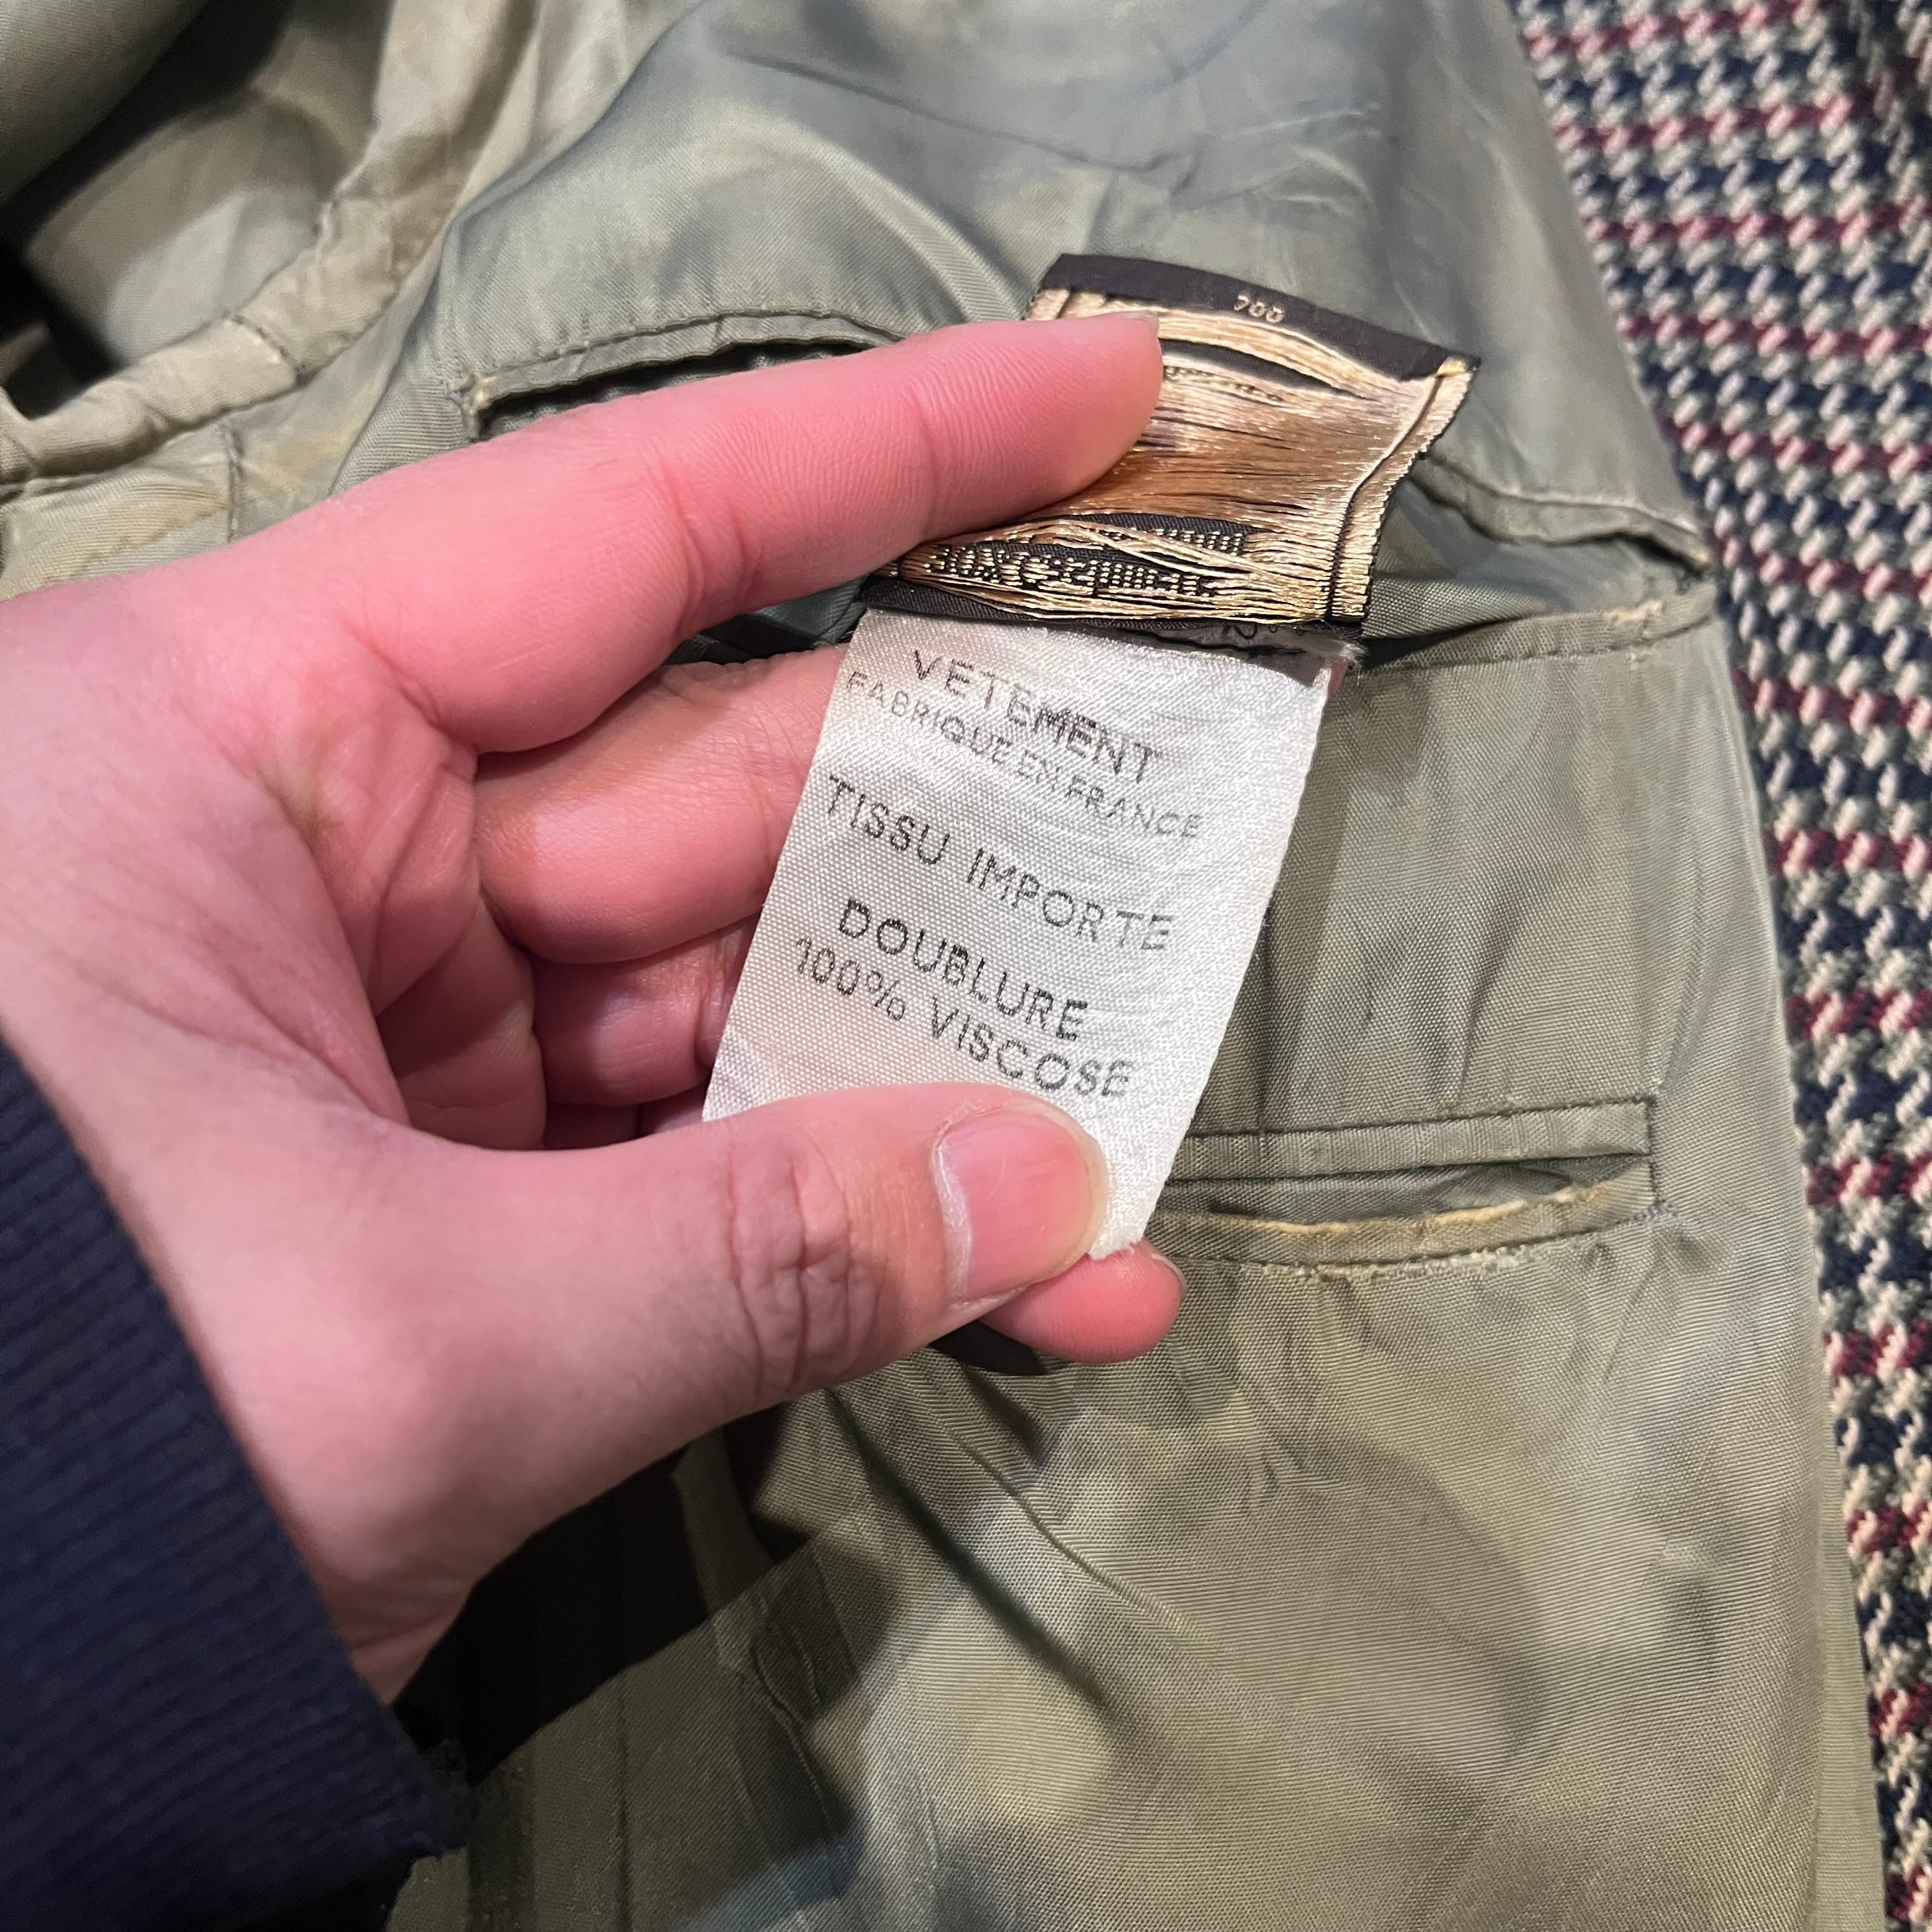 VETEMENT
FABRIQUE EN FRANCE
TISSU IMPORTE
DOUBLURE
100% VISCOSE